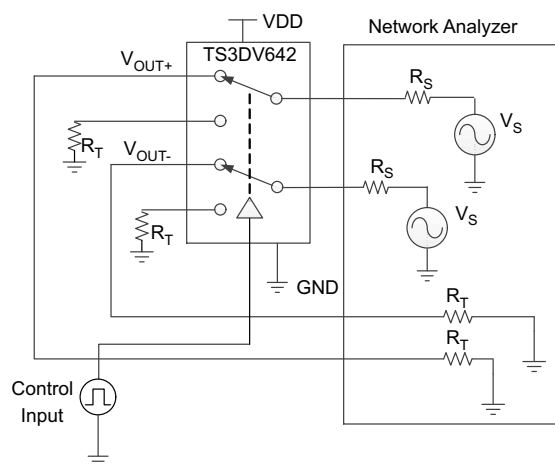 VDD
Network Analyzer
TS3DV642
VOUT+
RS
VS
RT
VOUT-
RS
VS
RT
GND
RT
RT
Control
Input